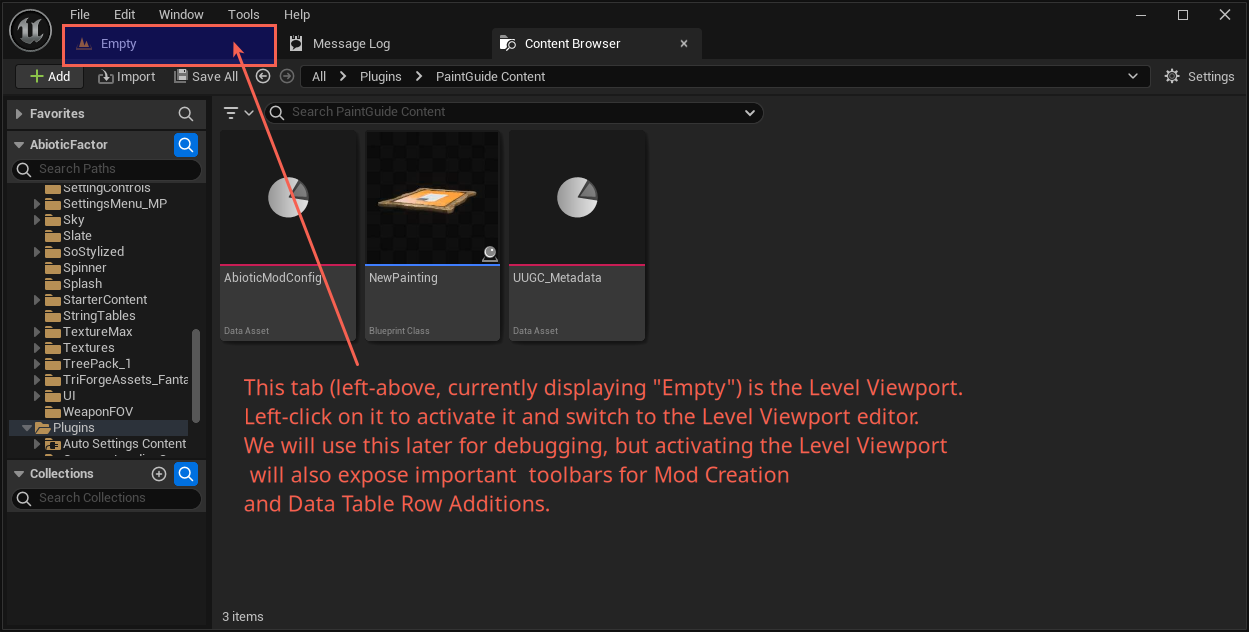 File Edit Window Tools Help
Empty
Message Log
Content Browser
Add
Import
Save All
All
Plugins
PaintGuide Content
Settings
Favorites
AbioticFactor
Search Paths
SettingControls
SettingsMenu_MP
Sky
Slate
SoStylized
Spinner
Splash
StarterContent
StringTables
TextureMax
Textures
TreePack_1
TriForgeAssets_Fanta
UI
WeaponFOV
Plugins
Auto Settings Content
Collections
Search Collections
Search PaintGuide Content
AbioticModConfig
Data Asset
NewPainting
Blueprint Class
UUGC_Metadata
Data Asset
This tab (left-above, currently displaying "Empty") is the Level Viewport.
Left-click on it to activate it and switch to the Level Viewport editor.
We will use this later for debugging, but activating the Level Viewport
will also expose important  toolbars for Mod Creation
and Data Table Row Additions.
3 items